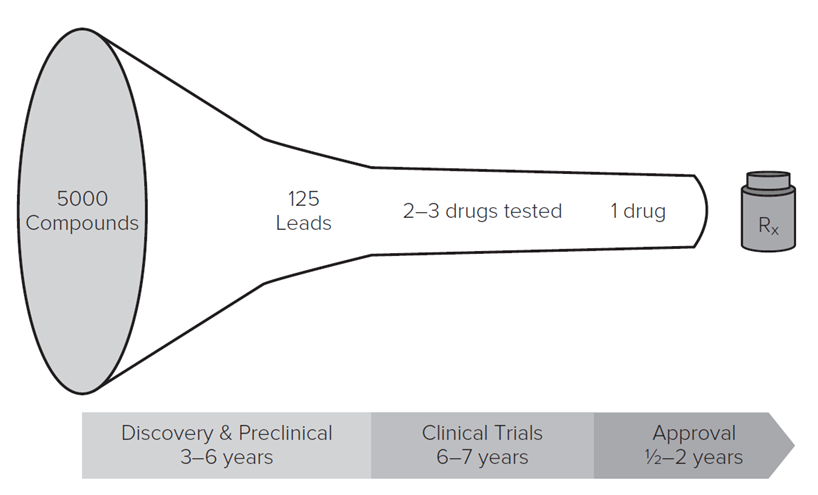 5000
Compounds
125
Leads
2–3 drugs tested
1 drug
Rx
Discovery & Preclinical
3–6 years
Clinical Trials
6–7 years
Approval
½–2 years